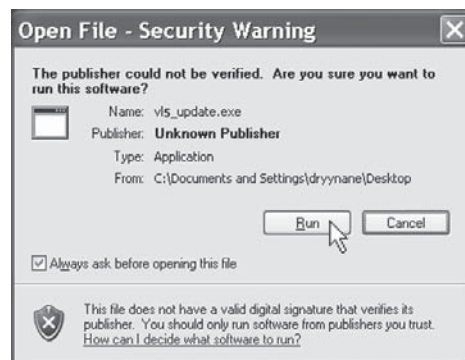 Open File - Security Warning
The publisher could not be verified. Are you sure you want to
run this software?
Name: vl5_update.exe
Publisher: Unknown Publisher
Type: Application
From: C:\Documents and Settings\dryynane\Desktop
Run Cancel
Always ask before opening this file
This file does not have a valid digital signature that verifies its
publisher. You should only run software from publishers you trust.
How can I decide what software to run?